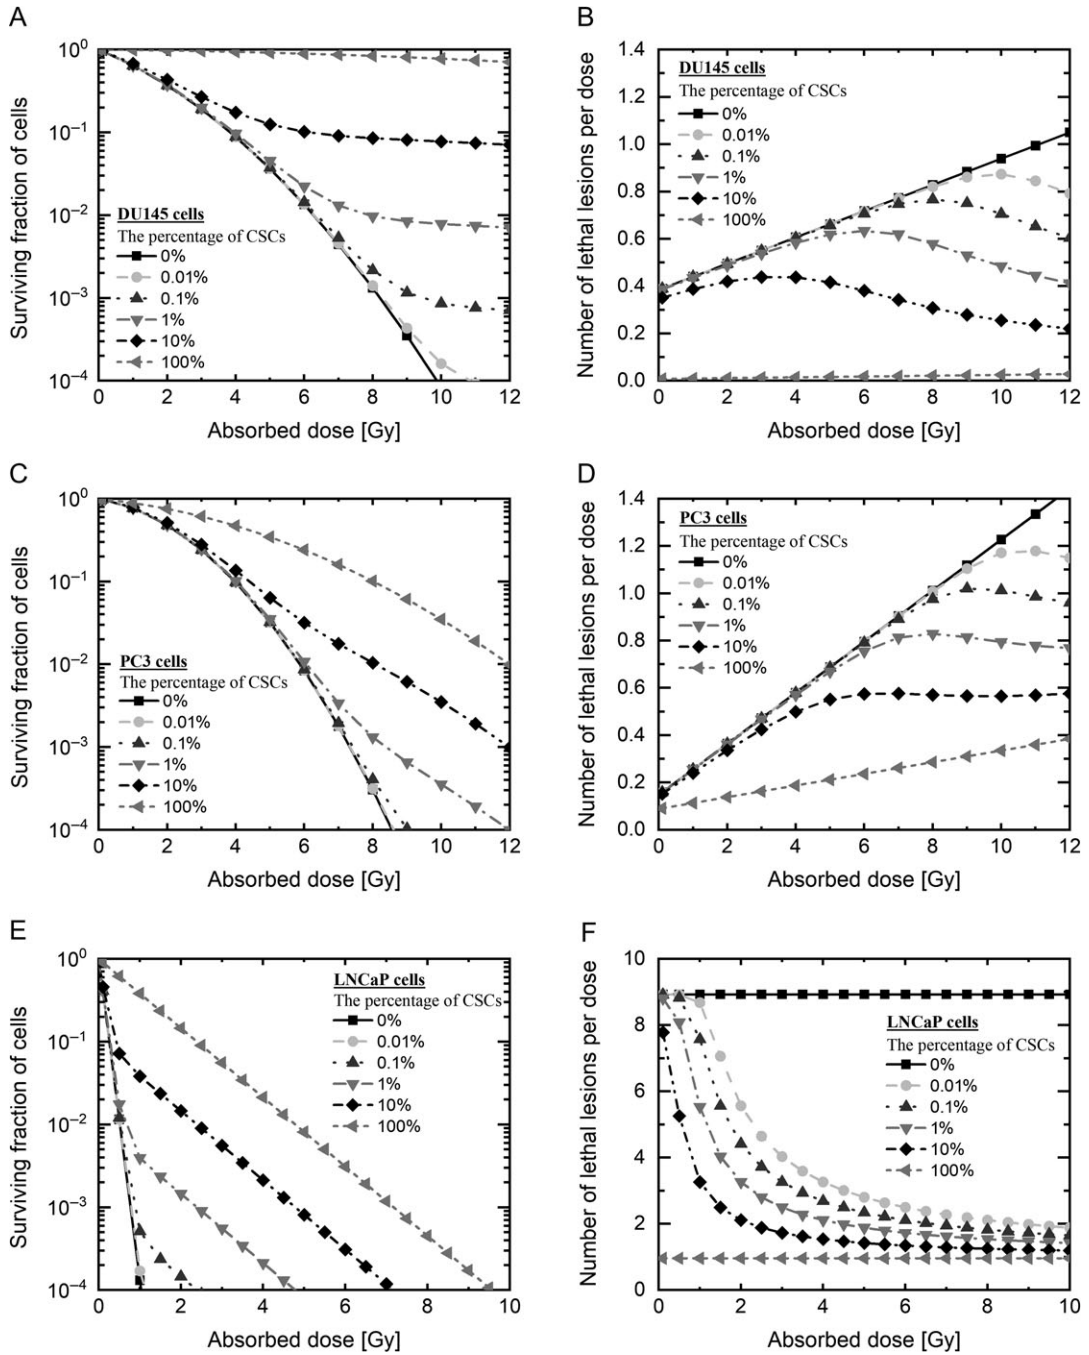 A
Surviving fraction of cells
10⁰
10⁻¹
10⁻²
10⁻³
10⁻⁴
DU145 cells
The percentage of CSCs
0%
0.01%
0.1%
1%
10%
100%
0 2 4 6 8 10 12
Absorbed dose [Gy]
B
Number of lethal lesions per dose
1.4
1.2
1.0
0.8
0.6
0.4
0.2
0.0
DU145 cells
The percentage of CSCs
0%
0.01%
0.1%
1%
10%
100%
0 2 4 6 8 10 12
Absorbed dose [Gy]
C
Surviving fraction of cells
10⁰
10⁻¹
10⁻²
10⁻³
10⁻⁴
PC3 cells
The percentage of CSCs
0%
0.01%
0.1%
1%
10%
100%
0 2 4 6 8 10 12
Absorbed dose [Gy]
D
Number of lethal lesions per dose
1.4
1.2
1.0
0.8
0.6
0.4
0.2
0.0
PC3 cells
The percentage of CSCs
0%
0.01%
0.1%
1%
10%
100%
0 2 4 6 8 10 12
Absorbed dose [Gy]
E
Surviving fraction of cells
10⁰
10⁻¹
10⁻²
10⁻³
10⁻⁴
LNCaP cells
The percentage of CSCs
0%
0.01%
0.1%
1%
10%
100%
0 2 4 6 8 10
Absorbed dose [Gy]
F
Number of lethal lesions per dose
10
8
6
4
2
0
LNCaP cells
The percentage of CSCs
0%
0.01%
0.1%
1%
10%
100%
0 2 4 6 8 10
Absorbed dose [Gy]